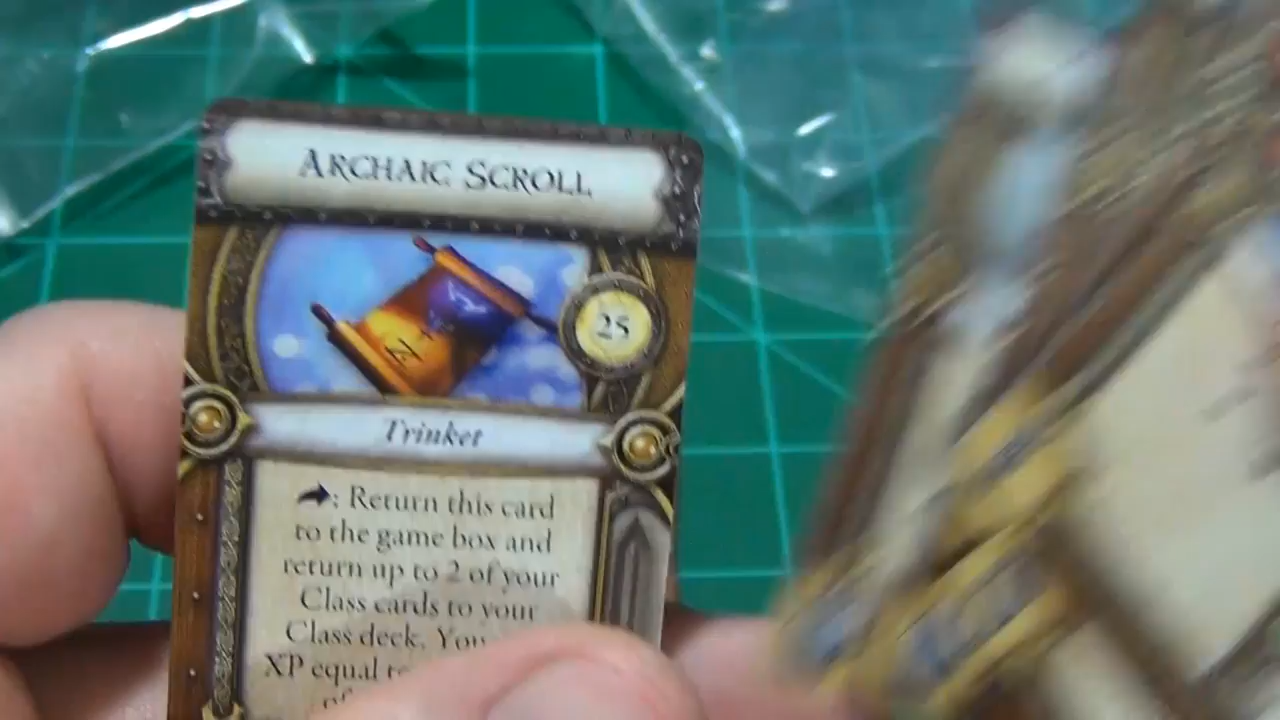 ARCHAIC SCROLL
25
Trinket
: Return this card
to the game box and
return up to 2 of your
Class cards to your
Class deck. You
XP equal
of